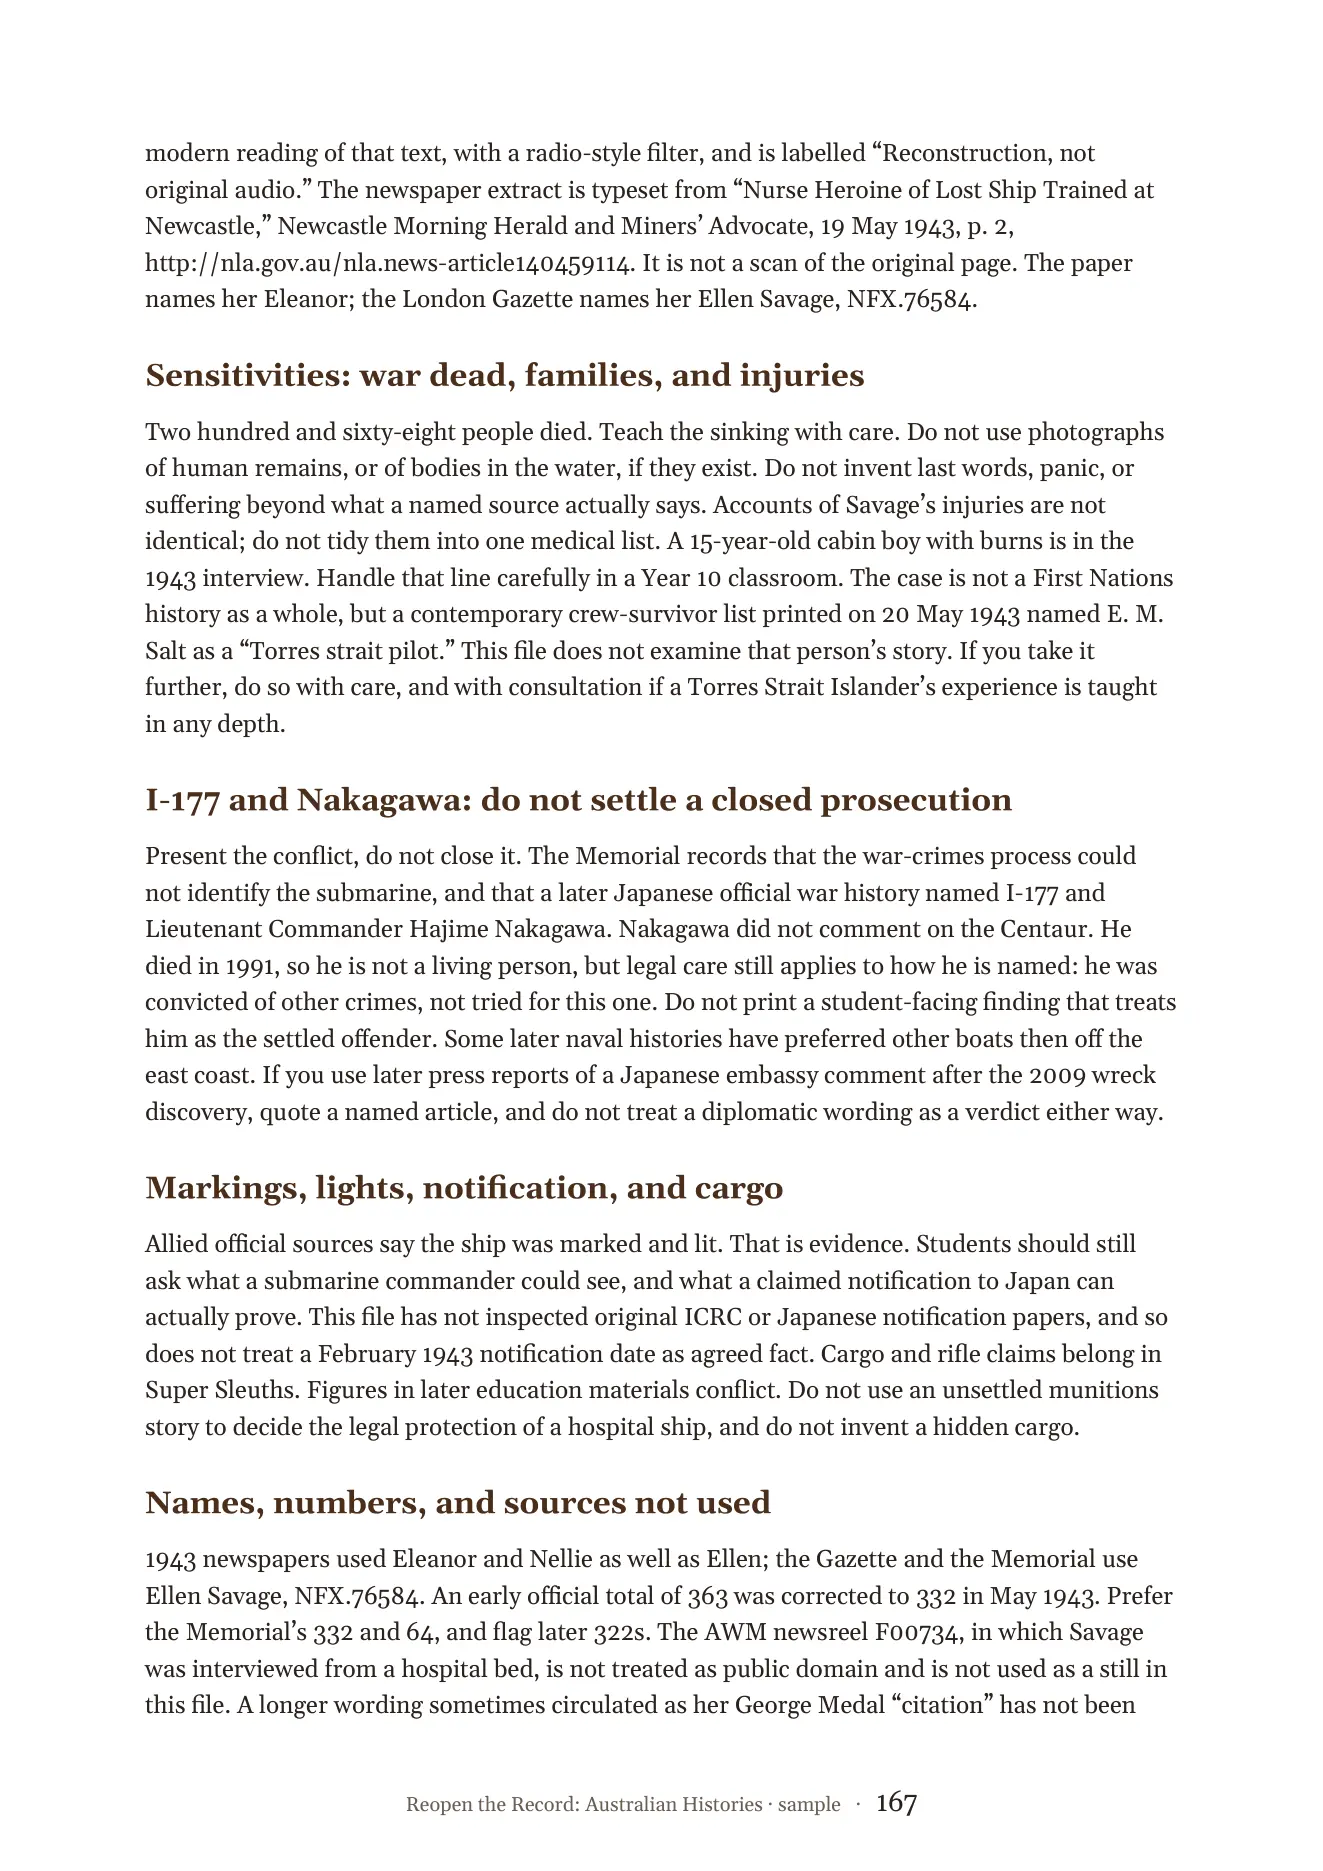 modern reading of that text, with a radio-style filter, and is labelled “Reconstruction, not
original audio.” The newspaper extract is typeset from “Nurse Heroine of Lost Ship Trained at
Newcastle,” Newcastle Morning Herald and Miners’ Advocate, 19 May 1943, p. 2,
http://nla.gov.au/nla.news-article140459114. It is not a scan of the original page. The paper
names her Eleanor; the London Gazette names her Ellen Savage, NFX.76584.
Sensitivities: war dead, families, and injuries
Two hundred and sixty-eight people died. Teach the sinking with care. Do not use photographs
of human remains, or of bodies in the water, if they exist. Do not invent last words, panic, or
suffering beyond what a named source actually says. Accounts of Savage’s injuries are not
identical; do not tidy them into one medical list. A 15-year-old cabin boy with burns is in the
1943 interview. Handle that line carefully in a Year 10 classroom. The case is not a First Nations
history as a whole, but a contemporary crew-survivor list printed on 20 May 1943 named E. M.
Salt as a “Torres strait pilot.” This file does not examine that person’s story. If you take it
further, do so with care, and with consultation if a Torres Strait Islander’s experience is taught
in any depth.
I-177 and Nakagawa: do not settle a closed prosecution
Present the conflict, do not close it. The Memorial records that the war-crimes process could
not identify the submarine, and that a later Japanese official war history named I-177 and
Lieutenant Commander Hajime Nakagawa. Nakagawa did not comment on the Centaur. He
died in 1991, so he is not a living person, but legal care still applies to how he is named: he was
convicted of other crimes, not tried for this one. Do not print a student-facing finding that treats
him as the settled offender. Some later naval histories have preferred other boats then off the
east coast. If you use later press reports of a Japanese embassy comment after the 2009 wreck
discovery, quote a named article, and do not treat a diplomatic wording as a verdict either way.
Markings, lights, notification, and cargo
Allied official sources say the ship was marked and lit. That is evidence. Students should still
ask what a submarine commander could see, and what a claimed notification to Japan can
actually prove. This file has not inspected original ICRC or Japanese notification papers, and so
does not treat a February 1943 notification date as agreed fact. Cargo and rifle claims belong in
Super Sleuths. Figures in later education materials conflict. Do not use an unsettled munitions
story to decide the legal protection of a hospital ship, and do not invent a hidden cargo.
Names, numbers, and sources not used
1943 newspapers used Eleanor and Nellie as well as Ellen; the Gazette and the Memorial use
Ellen Savage, NFX.76584. An early official total of 363 was corrected to 332 in May 1943. Prefer
the Memorial’s 332 and 64, and flag later 322s. The AWM newsreel F00734, in which Savage
was interviewed from a hospital bed, is not treated as public domain and is not used as a still in
this file. A longer wording sometimes circulated as her George Medal “citation” has not been
Reopen the Record: Australian Histories · sample · 167